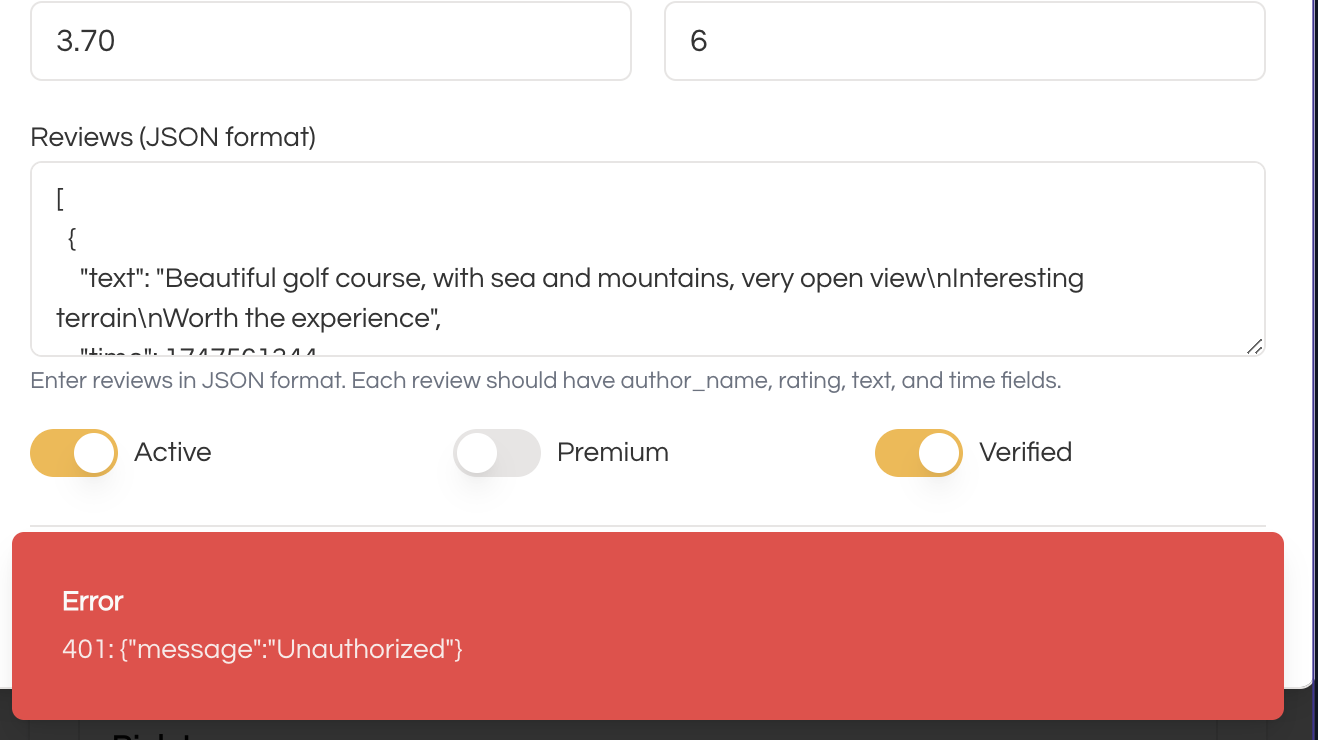 3.70
6
Reviews (JSON format)
[
{
"text": "Beautiful golf course, with sea and mountains, very open view\nInteresting
terrain\nWorth the experience",
"time": 1747561344,
Enter reviews in JSON format. Each review should have author_name, rating, text, and time fields.
Active
Premium
Verified
Error
401: {"message":"Unauthorized"}